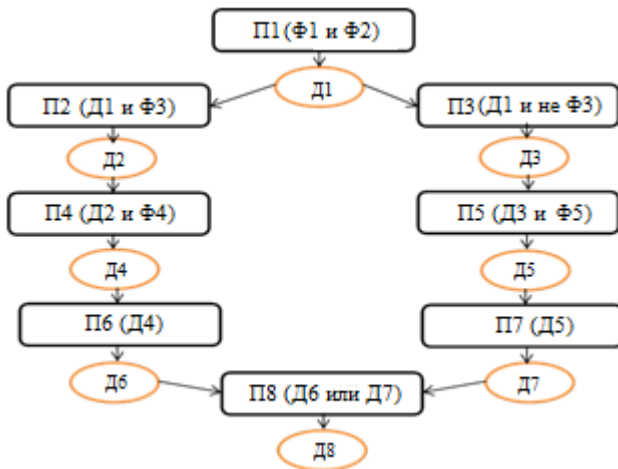 П1(Ф1 и Ф2)
Д1
П2 (Д1 и Ф3)
П3(Д1 и не Ф3)
Д2
Д3
П4 (Д2 и Ф4)
П5 (Д3 и Ф5)
Д4
Д5
П6 (Д4)
П7 (Д5)
Д6
Д7
П8 (Д6 или Д7)
Д8